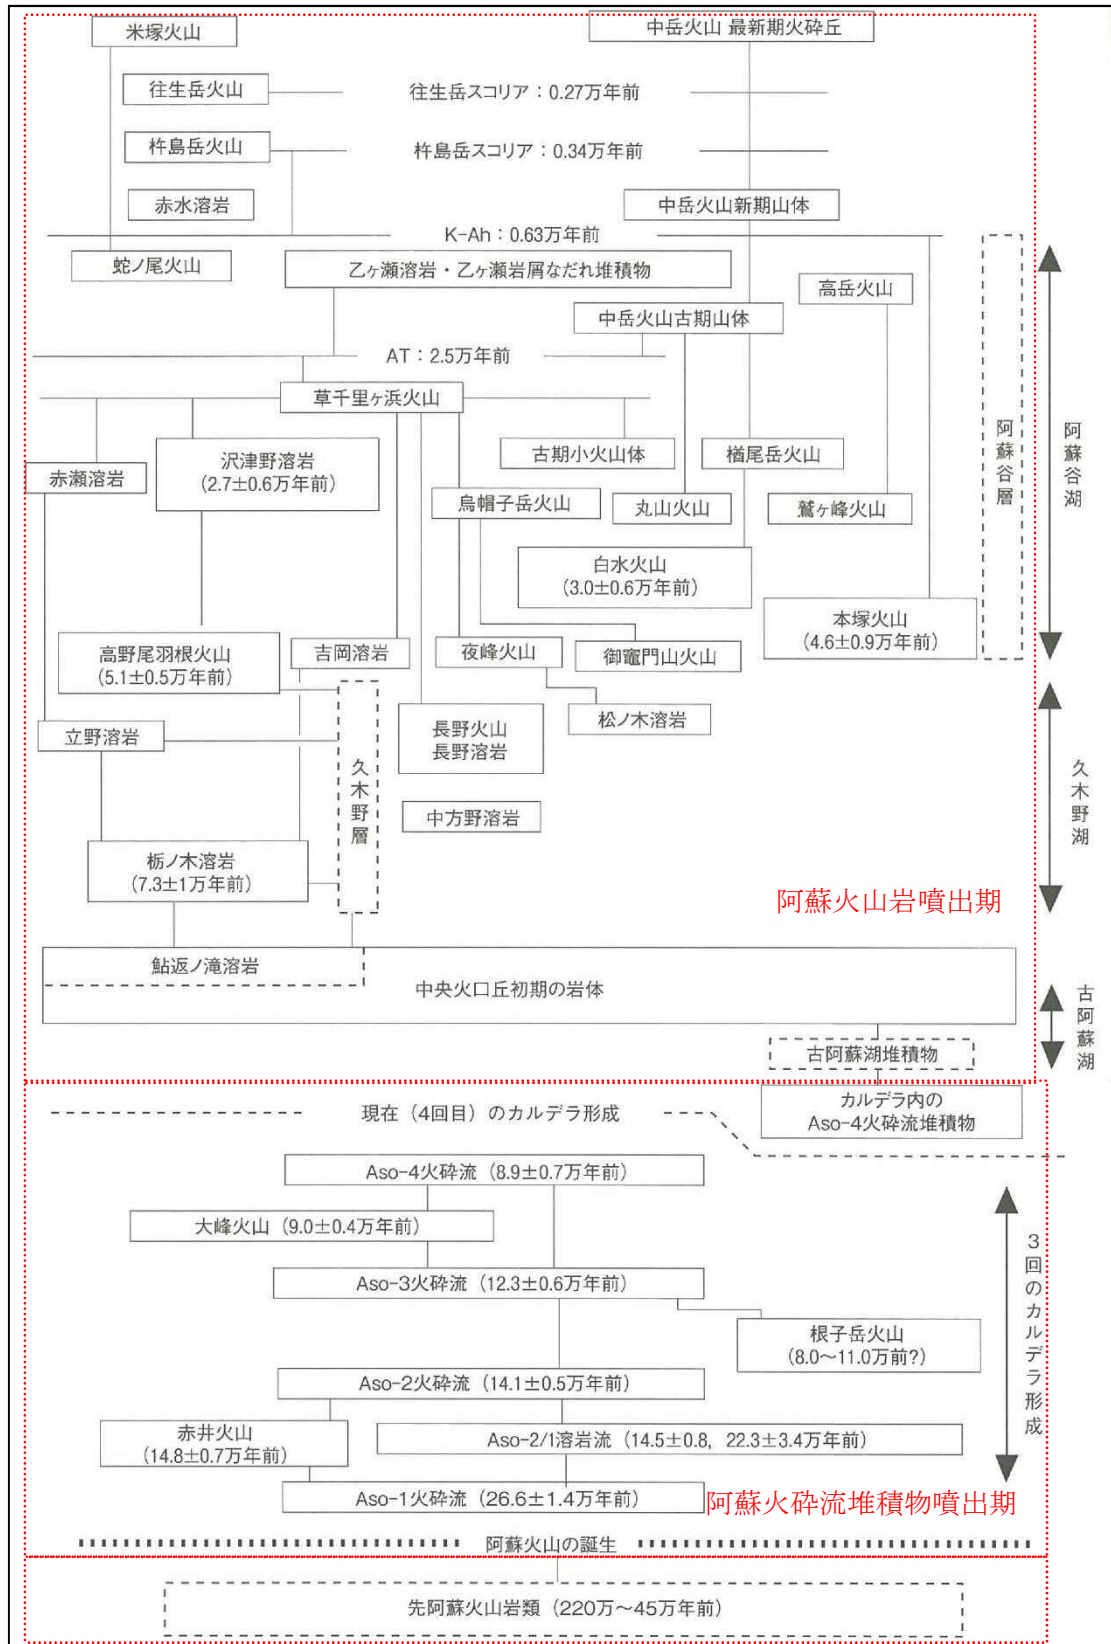 米塚火山
中岳火山 最新期火砕丘
往生岳火山
往生岳スコリア：0.27万年前
杵島岳火山
杵島岳スコリア：0.34万年前
赤水溶岩
中岳火山新期山体
K-Ah：0.63万年前
蛇ノ尾火山
乙ヶ瀬溶岩・乙ヶ瀬岩屑なだれ堆積物
高岳火山
中岳火山古期山体
AT：2.5万年前
草千里ヶ浜火山
赤瀬溶岩
沢津野溶岩
(2.7±0.6万年前)
古期小火山体
楢尾岳火山
烏帽子岳火山
丸山火山
鷲ヶ峰火山
白水火山
(3.0±0.6万年前)
本塚火山
(4.6±0.9万年前)
阿蘇谷層
阿蘇谷湖
高野尾羽根火山
(5.1±0.5万年前)
吉岡溶岩
夜峰火山
御竈門山火山
立野溶岩
長野火山
長野溶岩
松ノ木溶岩
久木野層
中方野溶岩
久木野湖
栃ノ木溶岩
(7.3±1万年前)
阿蘇火山岩噴出期
鮎返ノ滝溶岩
中央火口丘初期の岩体
古阿蘇湖
古阿蘇湖堆積物
現在（4回目）のカルデラ形成
カルデラ内の
Aso-4火砕流堆積物
Aso-4火砕流（8.9±0.7万年前）
大峰火山（9.0±0.4万年前）
Aso-3火砕流（12.3±0.6万年前）
根子岳火山
(8.0〜11.0万前?)
3回のカルデラ形成
Aso-2火砕流（14.1±0.5万年前）
赤井火山
(14.8±0.7万年前)
Aso-2/1溶岩流（14.5±0.8, 22.3±3.4万年前）
Aso-1火砕流（26.6±1.4万年前）
阿蘇火砕流堆積物噴出期
阿蘇火山の誕生
先阿蘇火山岩類（220万〜45万年前）